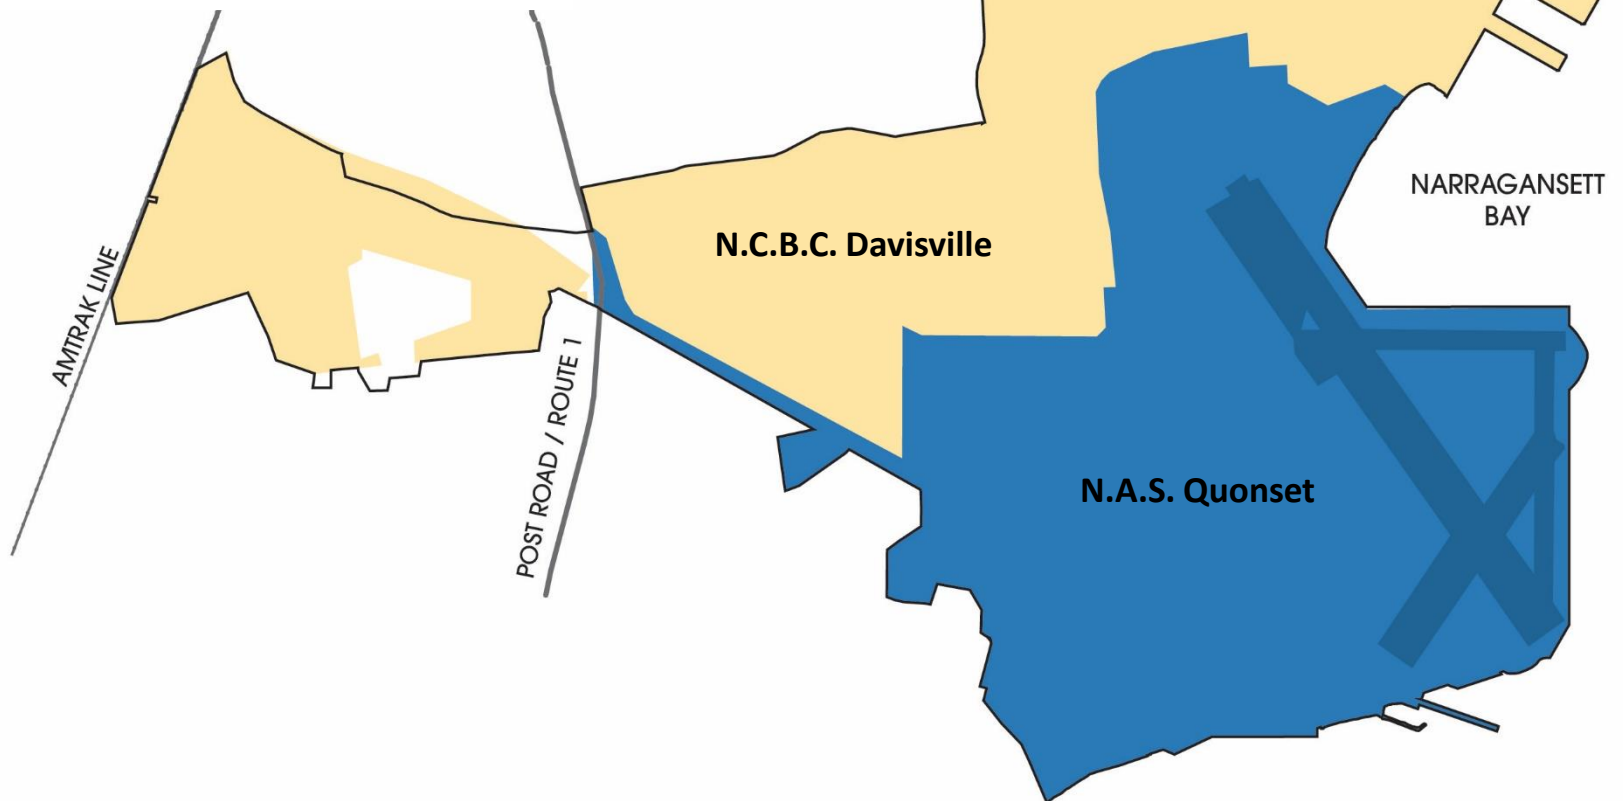 NARRAGANSETT
BAY
N.C.B.C. Davisville
AMTRAK LINE
POST ROAD / ROUTE 1
N.A.S. Quonset